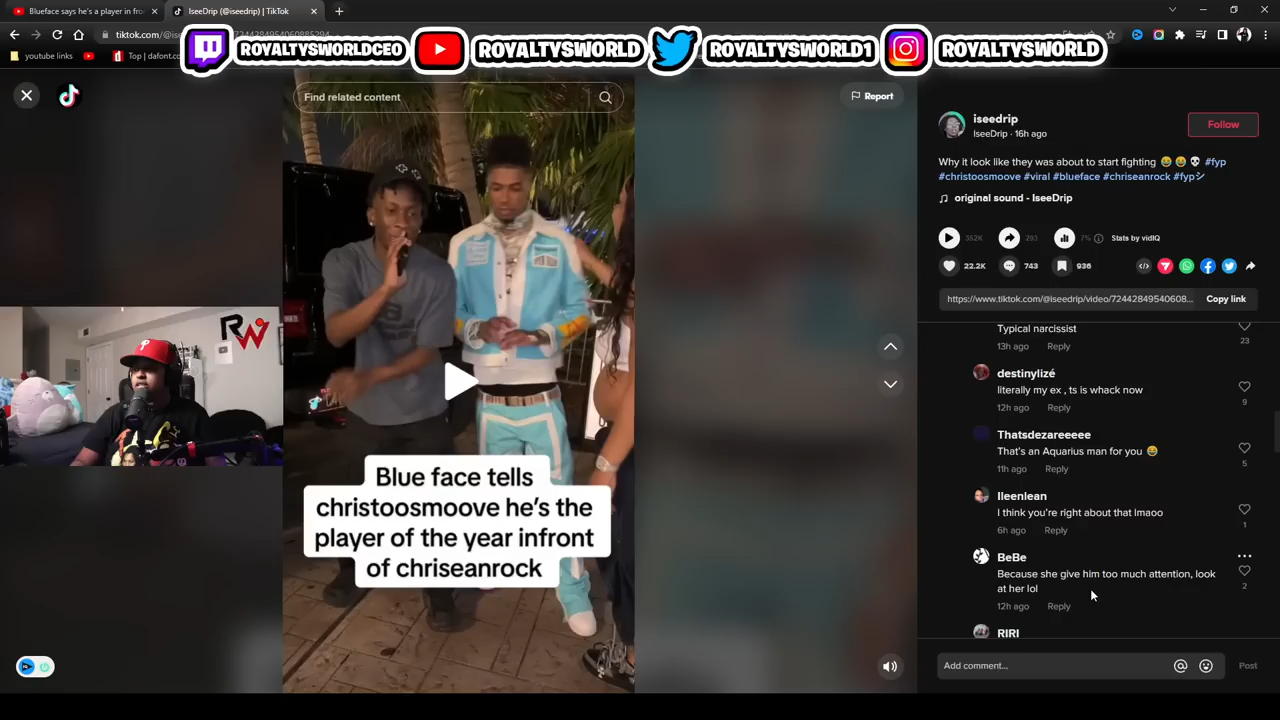 Blueface says he's a player in fro
IseeDrip (@iseedrip) | TikTok
tiktok.com/
youtube links
Top | dafont.c
ROYALTYSWORLDCEO
ROYALTYSWORLD
ROYALTYSWORLD1
ROYALTYSWORLD
Find related content
Report
RW
Blue face tells
christoosmoove he's the
player of the year infront
of chriseanrock
iseedrip
IseeDrip · 16h ago
Follow
Why it look like they was about to start fighting 😂 😂 💀 #fyp
#christoosmoove #viral #blueface #chriseanrock #fypシ
original sound - IseeDrip
352K
293
7%
Stats by vidIQ
22.2K
743
936
https://www.tiktok.com/@iseedrip/video/72442849540608...
Copy link
Typical narcissist
13h ago Reply
23
destinylizé
literally my ex , ts is whack now
12h ago Reply
9
Thatsdezareeeee
That's an Aquarius man for you 😂
11h ago Reply
5
Ileenlean
I think you're right about that lmaoo
6h ago Reply
1
BeBe
Because she give him too much attention, look
at her lol
12h ago Reply
2
RIRI
Add comment...
Post